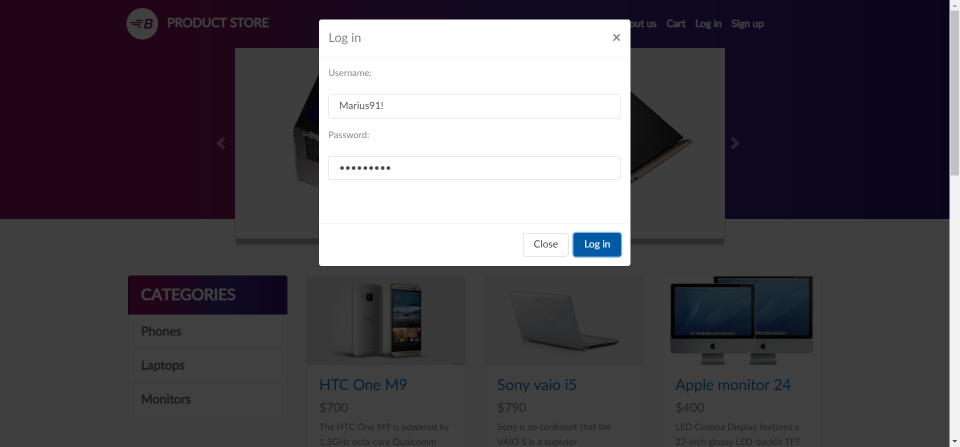 B PRODUCT STORE
out us Cart Log in Sign up
Log in ×
Username:
Marius91!
Password:
•••••••••
Close Log in
CATEGORIES
Phones
Laptops
Monitors
HTC One M9
$700
The HTC One M9 is powered by
1.5GHz octa-core Qualcomm
Sony vaio i5
$790
Sony is so confident that the
VAIO S is a superior
Apple monitor 24
$400
LED Cinema Display features a
27-inch glossy LED-backlit TFT